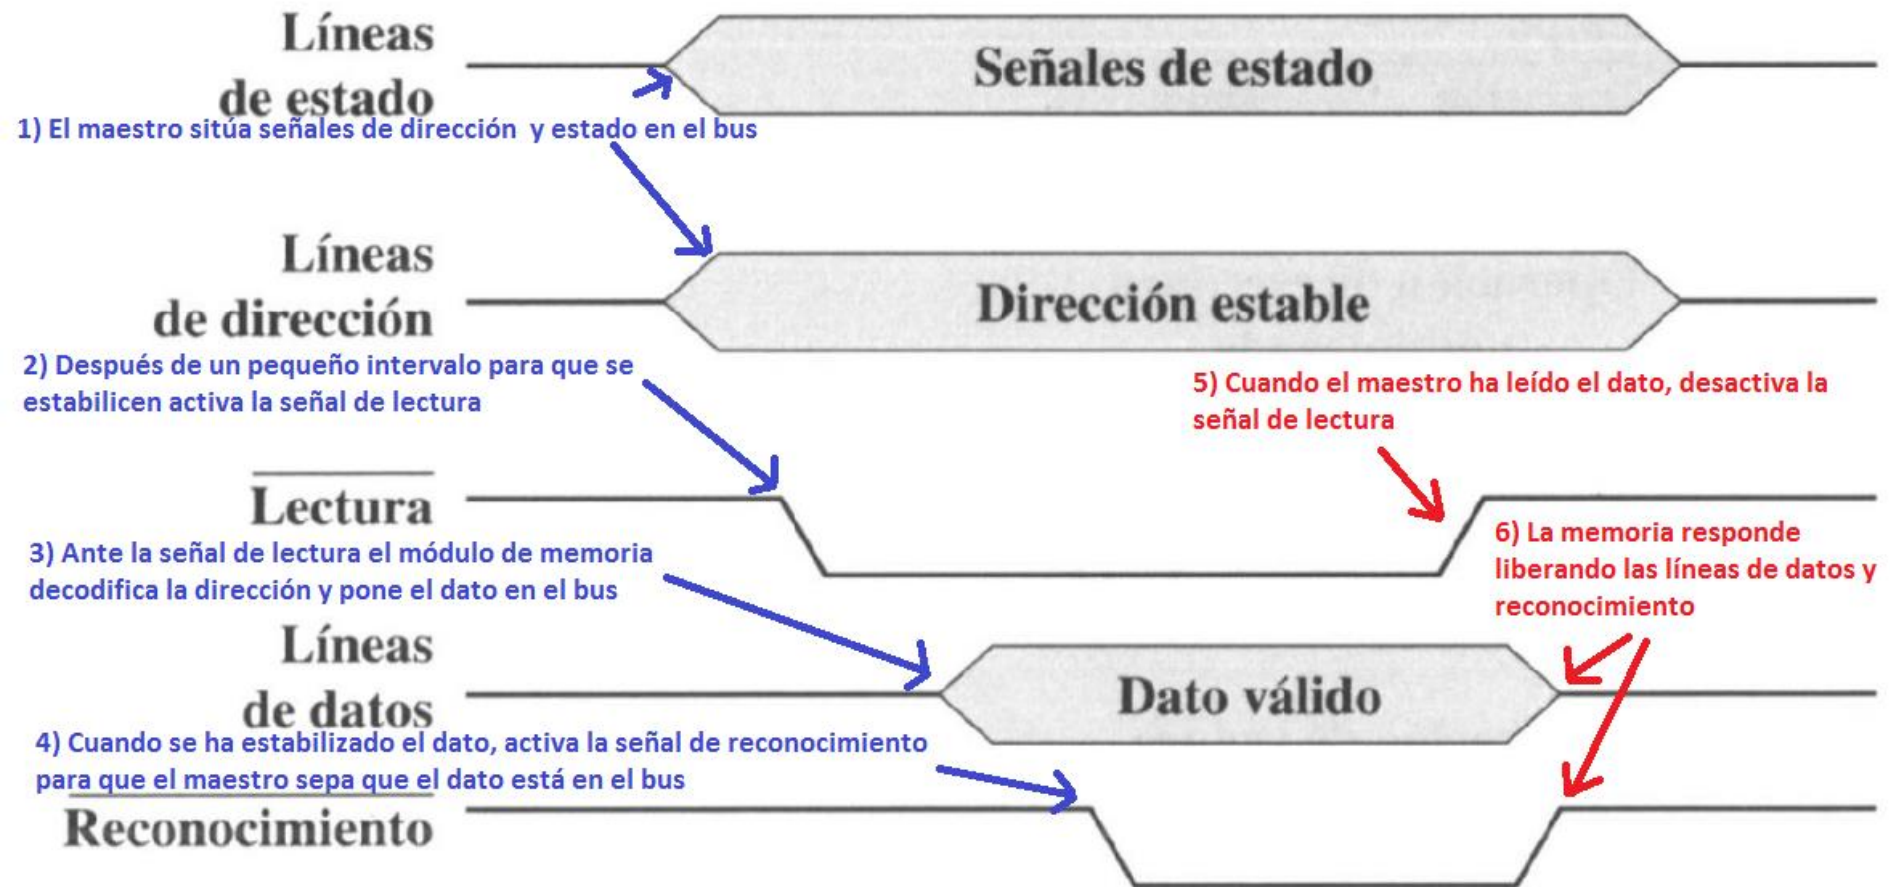 Líneas
de estado
Señales de estado
1) El maestro sitúa señales de dirección y estado en el bus
Líneas
de dirección
Dirección estable
2) Después de un pequeño intervalo para que se
estabilicen activa la señal de lectura
5) Cuando el maestro ha leído el dato, desactiva la
señal de lectura
Lectura
3) Ante la señal de lectura el módulo de memoria
decodifica la dirección y pone el dato en el bus
6) La memoria responde
liberando las líneas de datos y
reconocimiento
Líneas
de datos
Dato válido
4) Cuando se ha estabilizado el dato, activa la señal de reconocimiento
para que el maestro sepa que el dato está en el bus
Reconocimiento